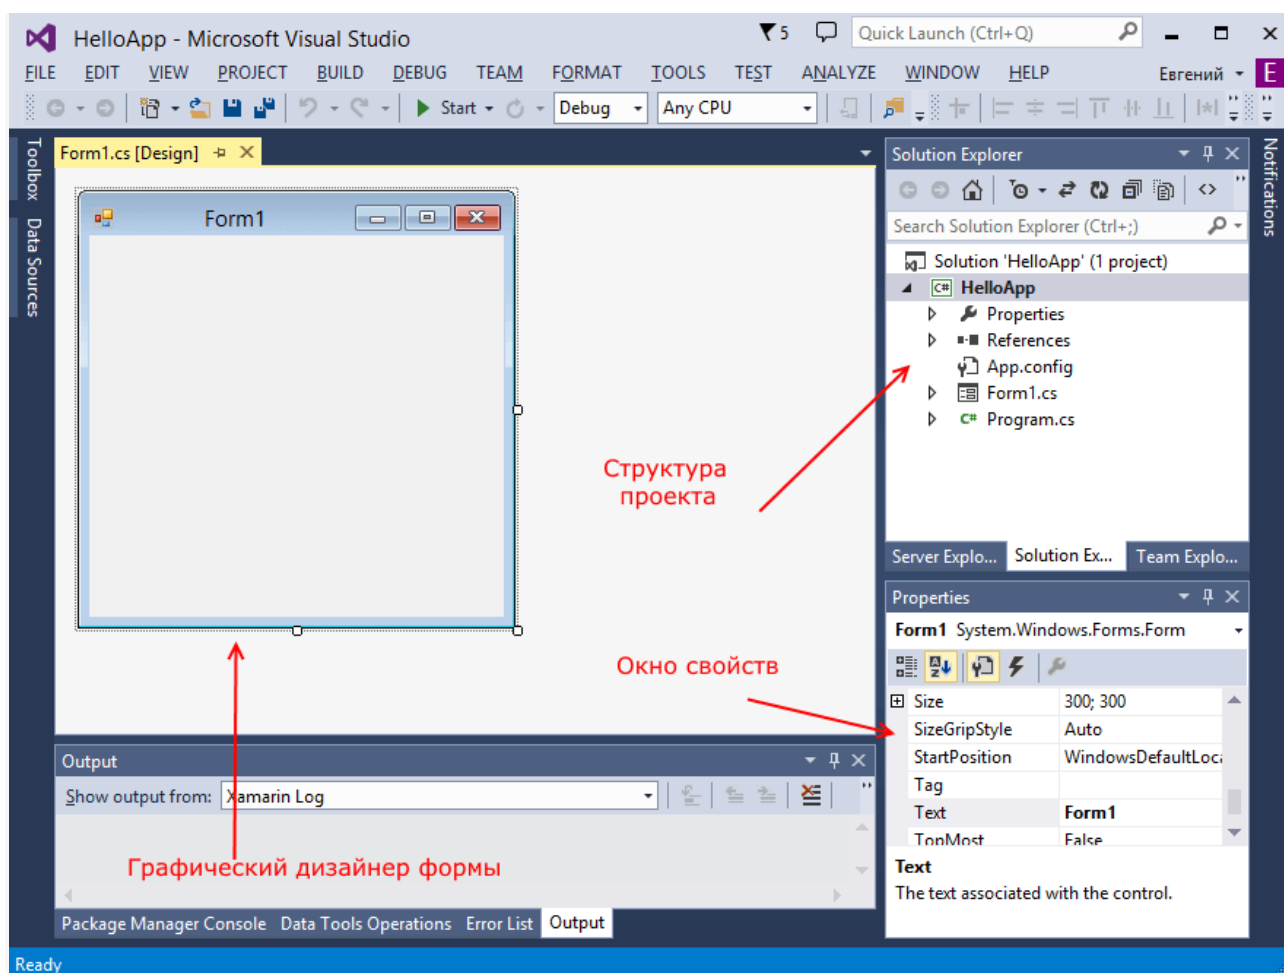 HelloApp - Microsoft Visual Studio
5
Quick Launch (Ctrl+Q)
FILE EDIT VIEW PROJECT BUILD DEBUG TEAM FORMAT TOOLS TEST ANALYZE WINDOW HELP
Евгений
E
Start
Debug
Any CPU
Toolbox
Data Sources
Form1.cs [Design]
Form1
Структура
проекта
Окно свойств
Solution Explorer
Search Solution Explorer (Ctrl+;)
Solution 'HelloApp' (1 project)
C# HelloApp
Properties
References
App.config
Form1.cs
C# Program.cs
Server Explo...
Solution Ex...
Team Explo...
Notifications
Properties
Form1 System.Windows.Forms.Form
Size 300; 300
SizeGripStyle Auto
StartPosition WindowsDefaultLoca
Tag
Text Form1
TopMost False
Text
The text associated with the control.
Output
Show output from: Xamarin Log
Графический дизайнер формы
Package Manager Console Data Tools Operations Error List Output
Ready